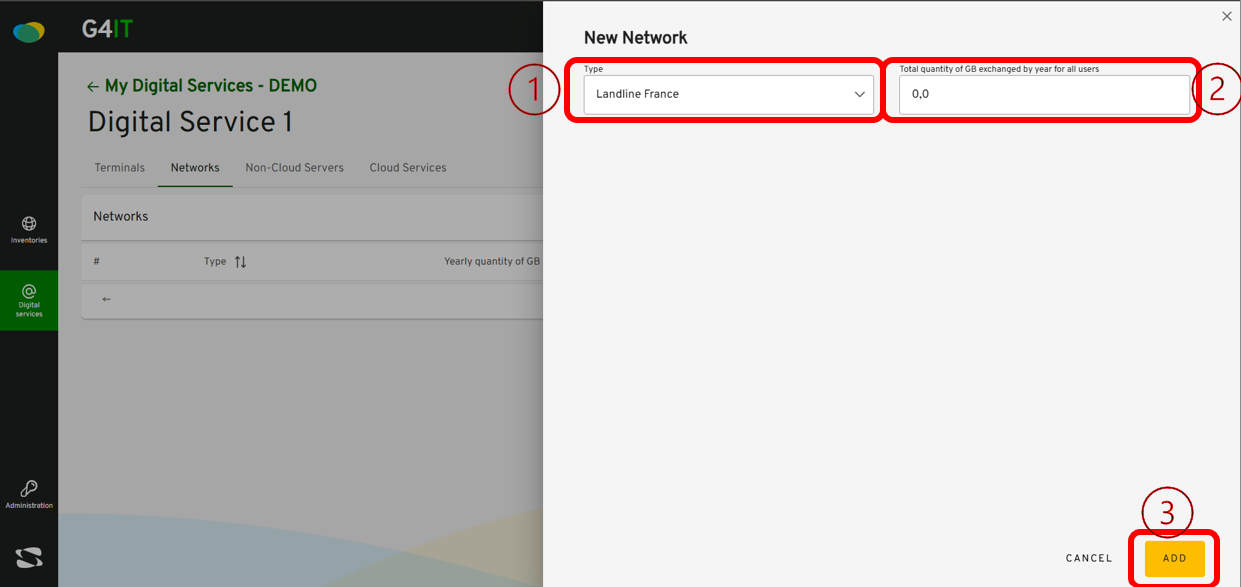 G4IT
← My Digital Services - DEMO
Digital Service 1
Terminals
Networks
Non-Cloud Servers
Cloud Services
Networks
#
Type
Yearly quantity of GB
←
Inventories
Digital
services
Administration
New Network
1
Type
Landline France
Total quantity of GB exchanged by year for all users
0,0
2
3
CANCEL
ADD